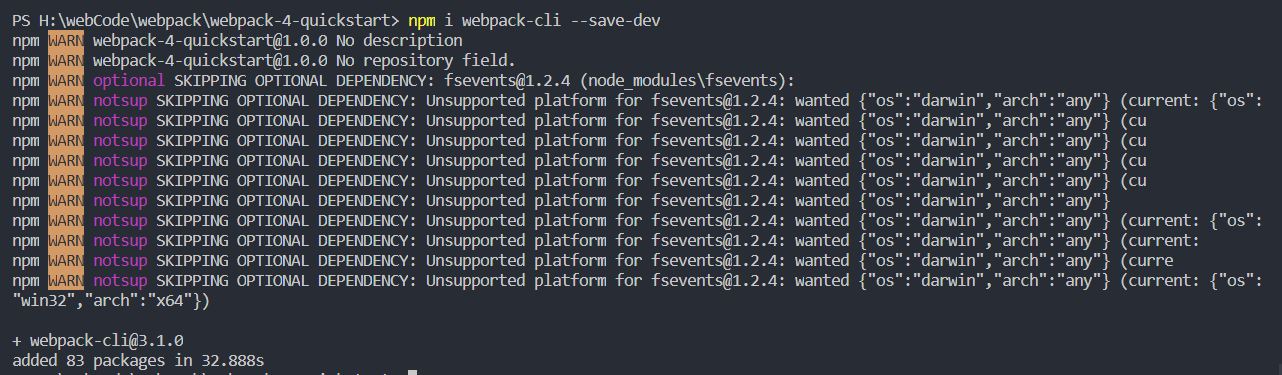 PS H:\webCode\webpack\webpack-4-quickstart> npm i webpack-cli --save-dev
npm WARN webpack-4-quickstart@1.0.0 No description
npm WARN webpack-4-quickstart@1.0.0 No repository field.
npm WARN optional SKIPPING OPTIONAL DEPENDENCY: fsevents@1.2.4 (node_modules\fsevents):
npm WARN notsup SKIPPING OPTIONAL DEPENDENCY: Unsupported platform for fsevents@1.2.4: wanted {"os":"darwin","arch":"any"} (current: {"os":
npm WARN notsup SKIPPING OPTIONAL DEPENDENCY: Unsupported platform for fsevents@1.2.4: wanted {"os":"darwin","arch":"any"} (cu
npm WARN notsup SKIPPING OPTIONAL DEPENDENCY: Unsupported platform for fsevents@1.2.4: wanted {"os":"darwin","arch":"any"} (cu
npm WARN notsup SKIPPING OPTIONAL DEPENDENCY: Unsupported platform for fsevents@1.2.4: wanted {"os":"darwin","arch":"any"} (cu
npm WARN notsup SKIPPING OPTIONAL DEPENDENCY: Unsupported platform for fsevents@1.2.4: wanted {"os":"darwin","arch":"any"} (cu
npm WARN notsup SKIPPING OPTIONAL DEPENDENCY: Unsupported platform for fsevents@1.2.4: wanted {"os":"darwin","arch":"any"}
npm WARN notsup SKIPPING OPTIONAL DEPENDENCY: Unsupported platform for fsevents@1.2.4: wanted {"os":"darwin","arch":"any"} (current: {"os":
npm WARN notsup SKIPPING OPTIONAL DEPENDENCY: Unsupported platform for fsevents@1.2.4: wanted {"os":"darwin","arch":"any"} (current:
npm WARN notsup SKIPPING OPTIONAL DEPENDENCY: Unsupported platform for fsevents@1.2.4: wanted {"os":"darwin","arch":"any"} (curre
npm WARN notsup SKIPPING OPTIONAL DEPENDENCY: Unsupported platform for fsevents@1.2.4: wanted {"os":"darwin","arch":"any"} (current: {"os":
"win32","arch":"x64"})
+ webpack-cli@3.1.0
added 83 packages in 32.888s